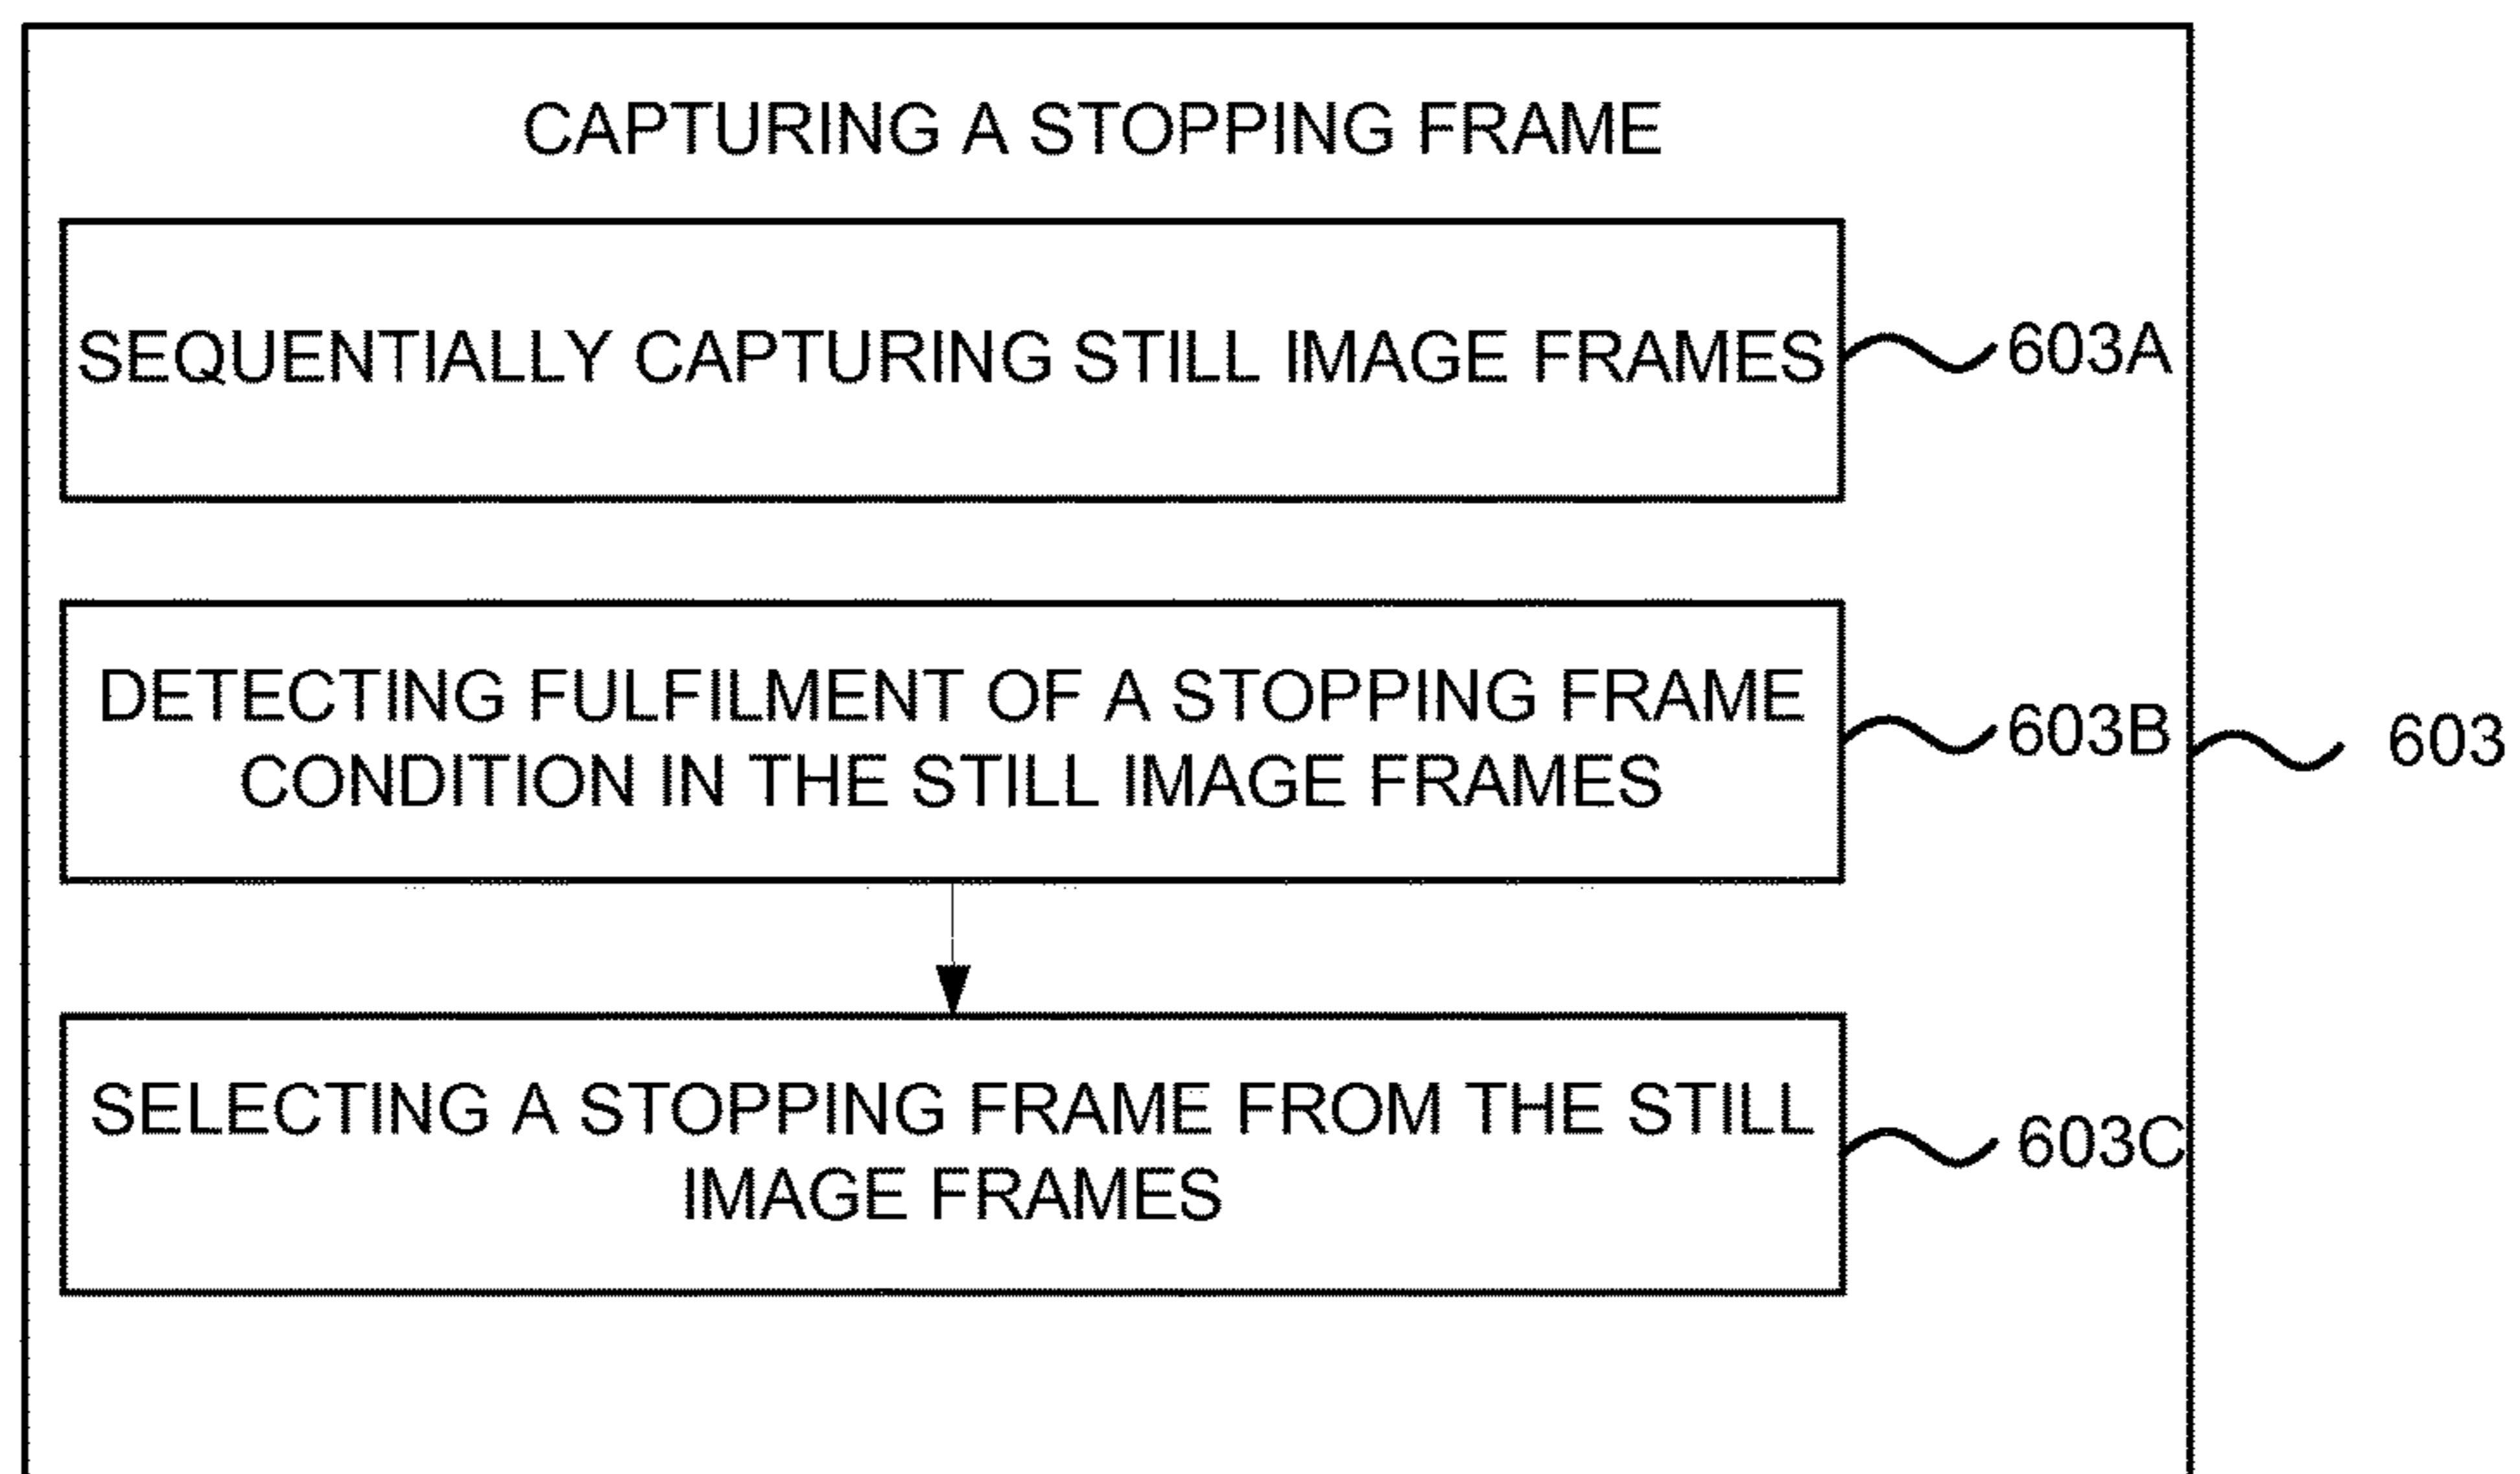 CAPTURING A STOPPING FRAME
SEQUENTIALLY CAPTURING STILL IMAGE FRAMES
603A
DETECTING FULFILMENT OF A STOPPING FRAME
CONDITION IN THE STILL IMAGE FRAMES
603B
603
SELECTING A STOPPING FRAME FROM THE STILL
IMAGE FRAMES
603C